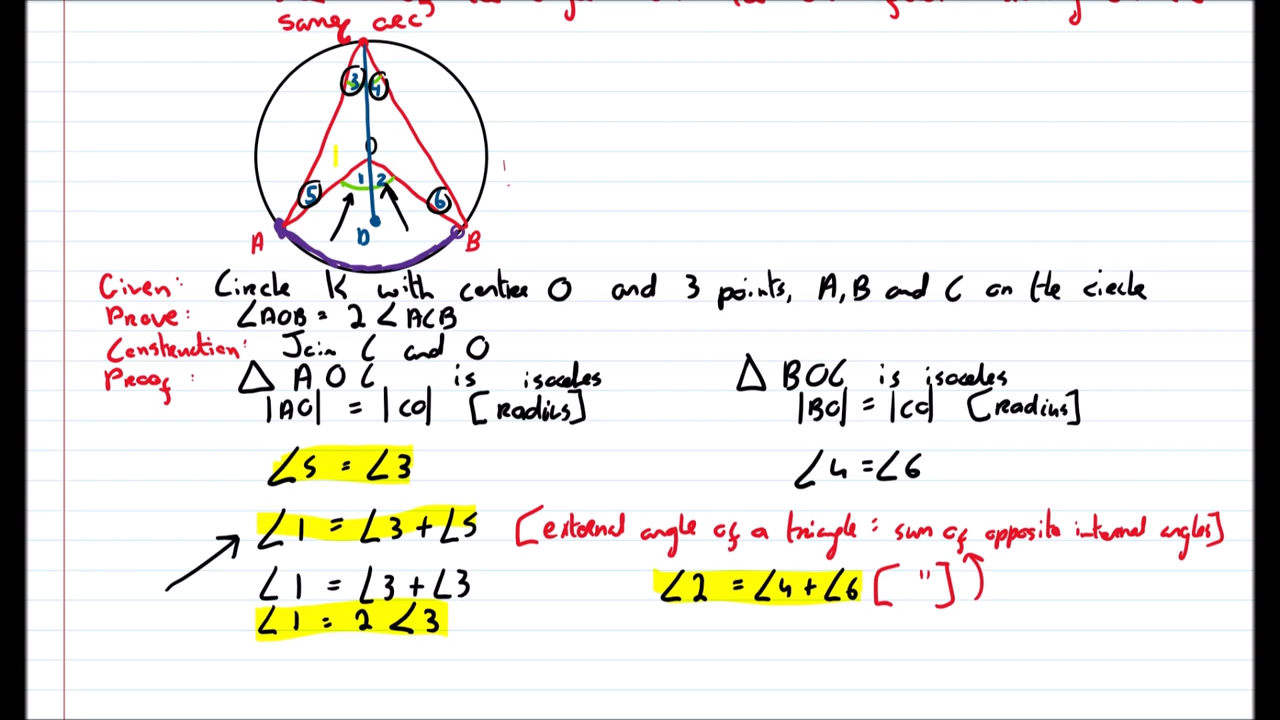 same arc
3 4
O
1 2
5 6
A D B
Given: Circle K with centre O and 3 points, A, B and C on the circle
Prove: ∠AOB = 2 ∠ACB
Construction: Join C and O
Proof: △ AOC is isoceles △ BOC is isoceles
|AO| = |CO| [radius] |BO| = |CO| [Radius]
∠5 = ∠3 ∠4 = ∠6
∠1 = ∠3 + ∠5 [external angle of a triangle = sum of opposite internal angles]
∠1 = ∠3 + ∠3 ∠2 = ∠4 + ∠6 [ " ]
∠1 = 2 ∠3